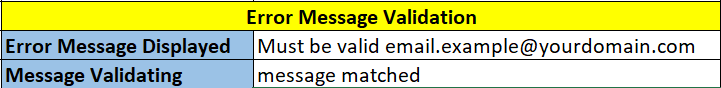 Error Message Validation
Error Message Displayed Must be valid email.example@yourdomain.com
Message Validating message matched